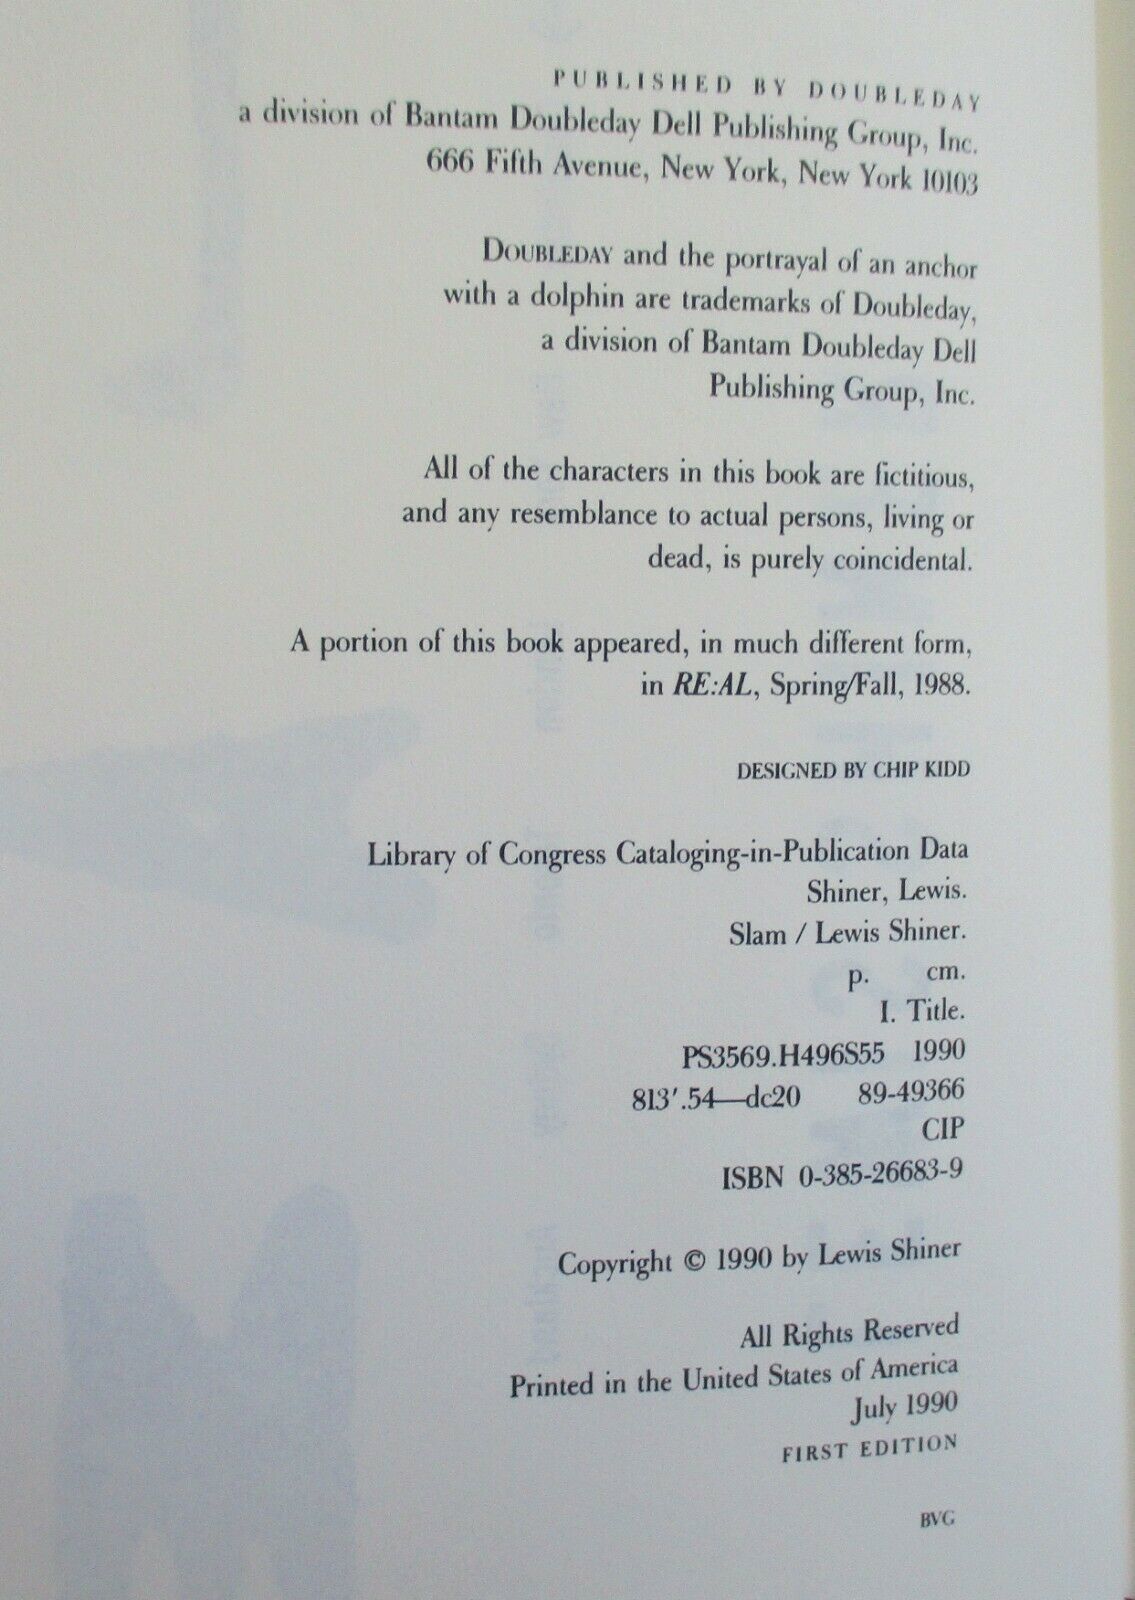 PUBLISHED BY DOUBLEDAY
a division of Bantam Doubleday Dell Publishing Group, Inc.
666 Fifth Avenue, New York, New York 10103
DOUBLEDAY and the portrayal of an anchor
with a dolphin are trademarks of Doubleday,
a division of Bantam Doubleday Dell
Publishing Group, Inc.
All of the characters in this book are fictitious,
and any resemblance to actual persons, living or
dead, is purely coincidental.
A portion of this book appeared, in much different form,
in RE:AL, Spring/Fall, 1988.
DESIGNED BY CHIP KIDD
Library of Congress Cataloging-in-Publication Data
Shiner, Lewis.
Slam / Lewis Shiner.
p. cm.
I. Title.
PS3569.H496S55 1990
813′.54—dc20 89-49366
CIP
ISBN 0-385-26683-9
Copyright © 1990 by Lewis Shiner
All Rights Reserved
Printed in the United States of America
July 1990
FIRST EDITION
BVG